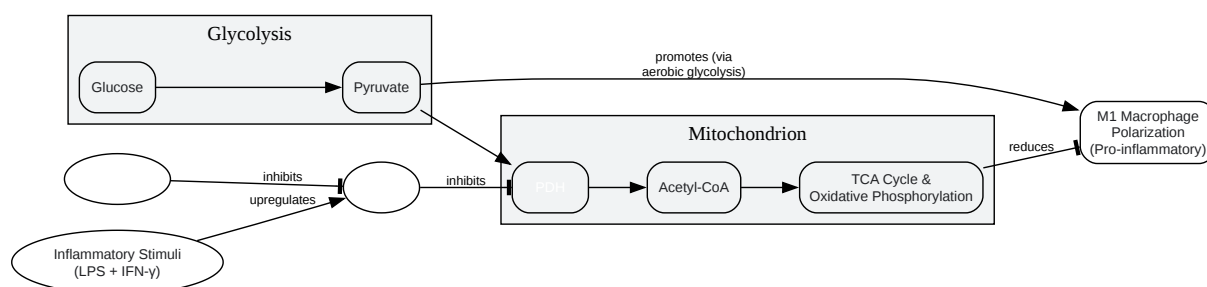 Glycolysis
Glucose
Pyruvate
promotes (via
aerobic glycolysis)
M1 Macrophage
Polarization
(Pro-inflammatory)
Mitochondrion
reduces
inhibits
inhibits
PDH
Acetyl-CoA
TCA Cycle &
Oxidative Phosphorylation
upregulates
Inflammatory Stimuli
(LPS + IFN-γ)